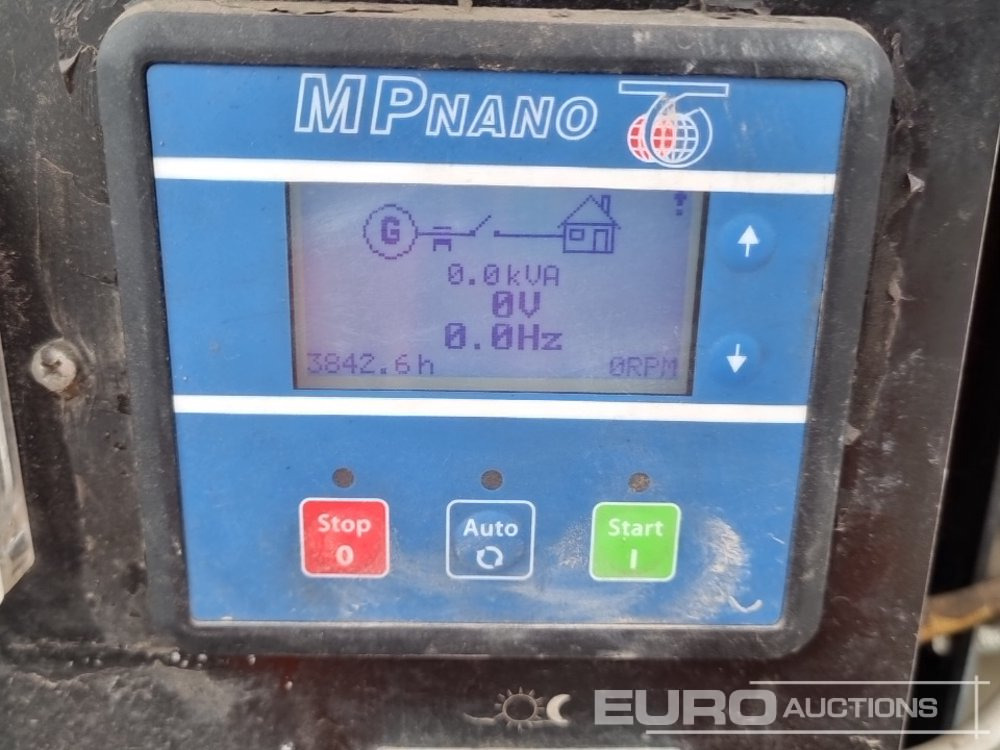 MPNANO
G
0.0kVA
0V
0.0Hz
3842.6h 0RPM
Stop Auto Start
0 I
EURO AUCTIONS